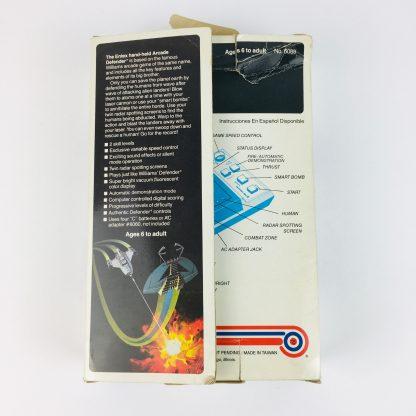 The Entex hand-held Arcade
Defender* is based on the famous
Williams arcade game of the same name,
and includes all the key features and
elements of its big brother.
Only you can save the planet earth by
defending the humans from wave after
wave of attacking alien landers! Blow
them to atoms one at a time with your
laser cannon or use your "smart bombs"
to annihilate the entire horde. Use your
twin radar spotting screens to find the
humans being abducted. Warp to the
action and blast the landers away with
your laser. You can even swoop down and
rescue a human! Go for the record!
■ 2 skill levels
■ Exclusive variable speed control
■ Exciting sound effects or silent
mode operation
■ Twin radar spotting screens
■ Plays just like Williams' Defender*
■ Super bright vacuum fluorescent
color display
■ Automatic demonstration mode
■ Computer controlled digital scoring
■ Progressive levels of difficulty
■ Authentic Defender* controls
■ Uses four "C" batteries or AC
adapter #6060, not included
Ages 6 to adult
Ages 6 to adult No. 6088
Instrucciones En Español Disponible
GAME SPEED CONTROL
STATUS DISPLAY
FIRE-AUTOMATIC
DEMONSTRATION
THRUST
SMART BOMB
START
HUMAN
RADAR SPOTTING
SCREEN
COMBAT ZONE
AC ADAPTER JACK
PENDING / MADE IN TAIWAN
Illinois.